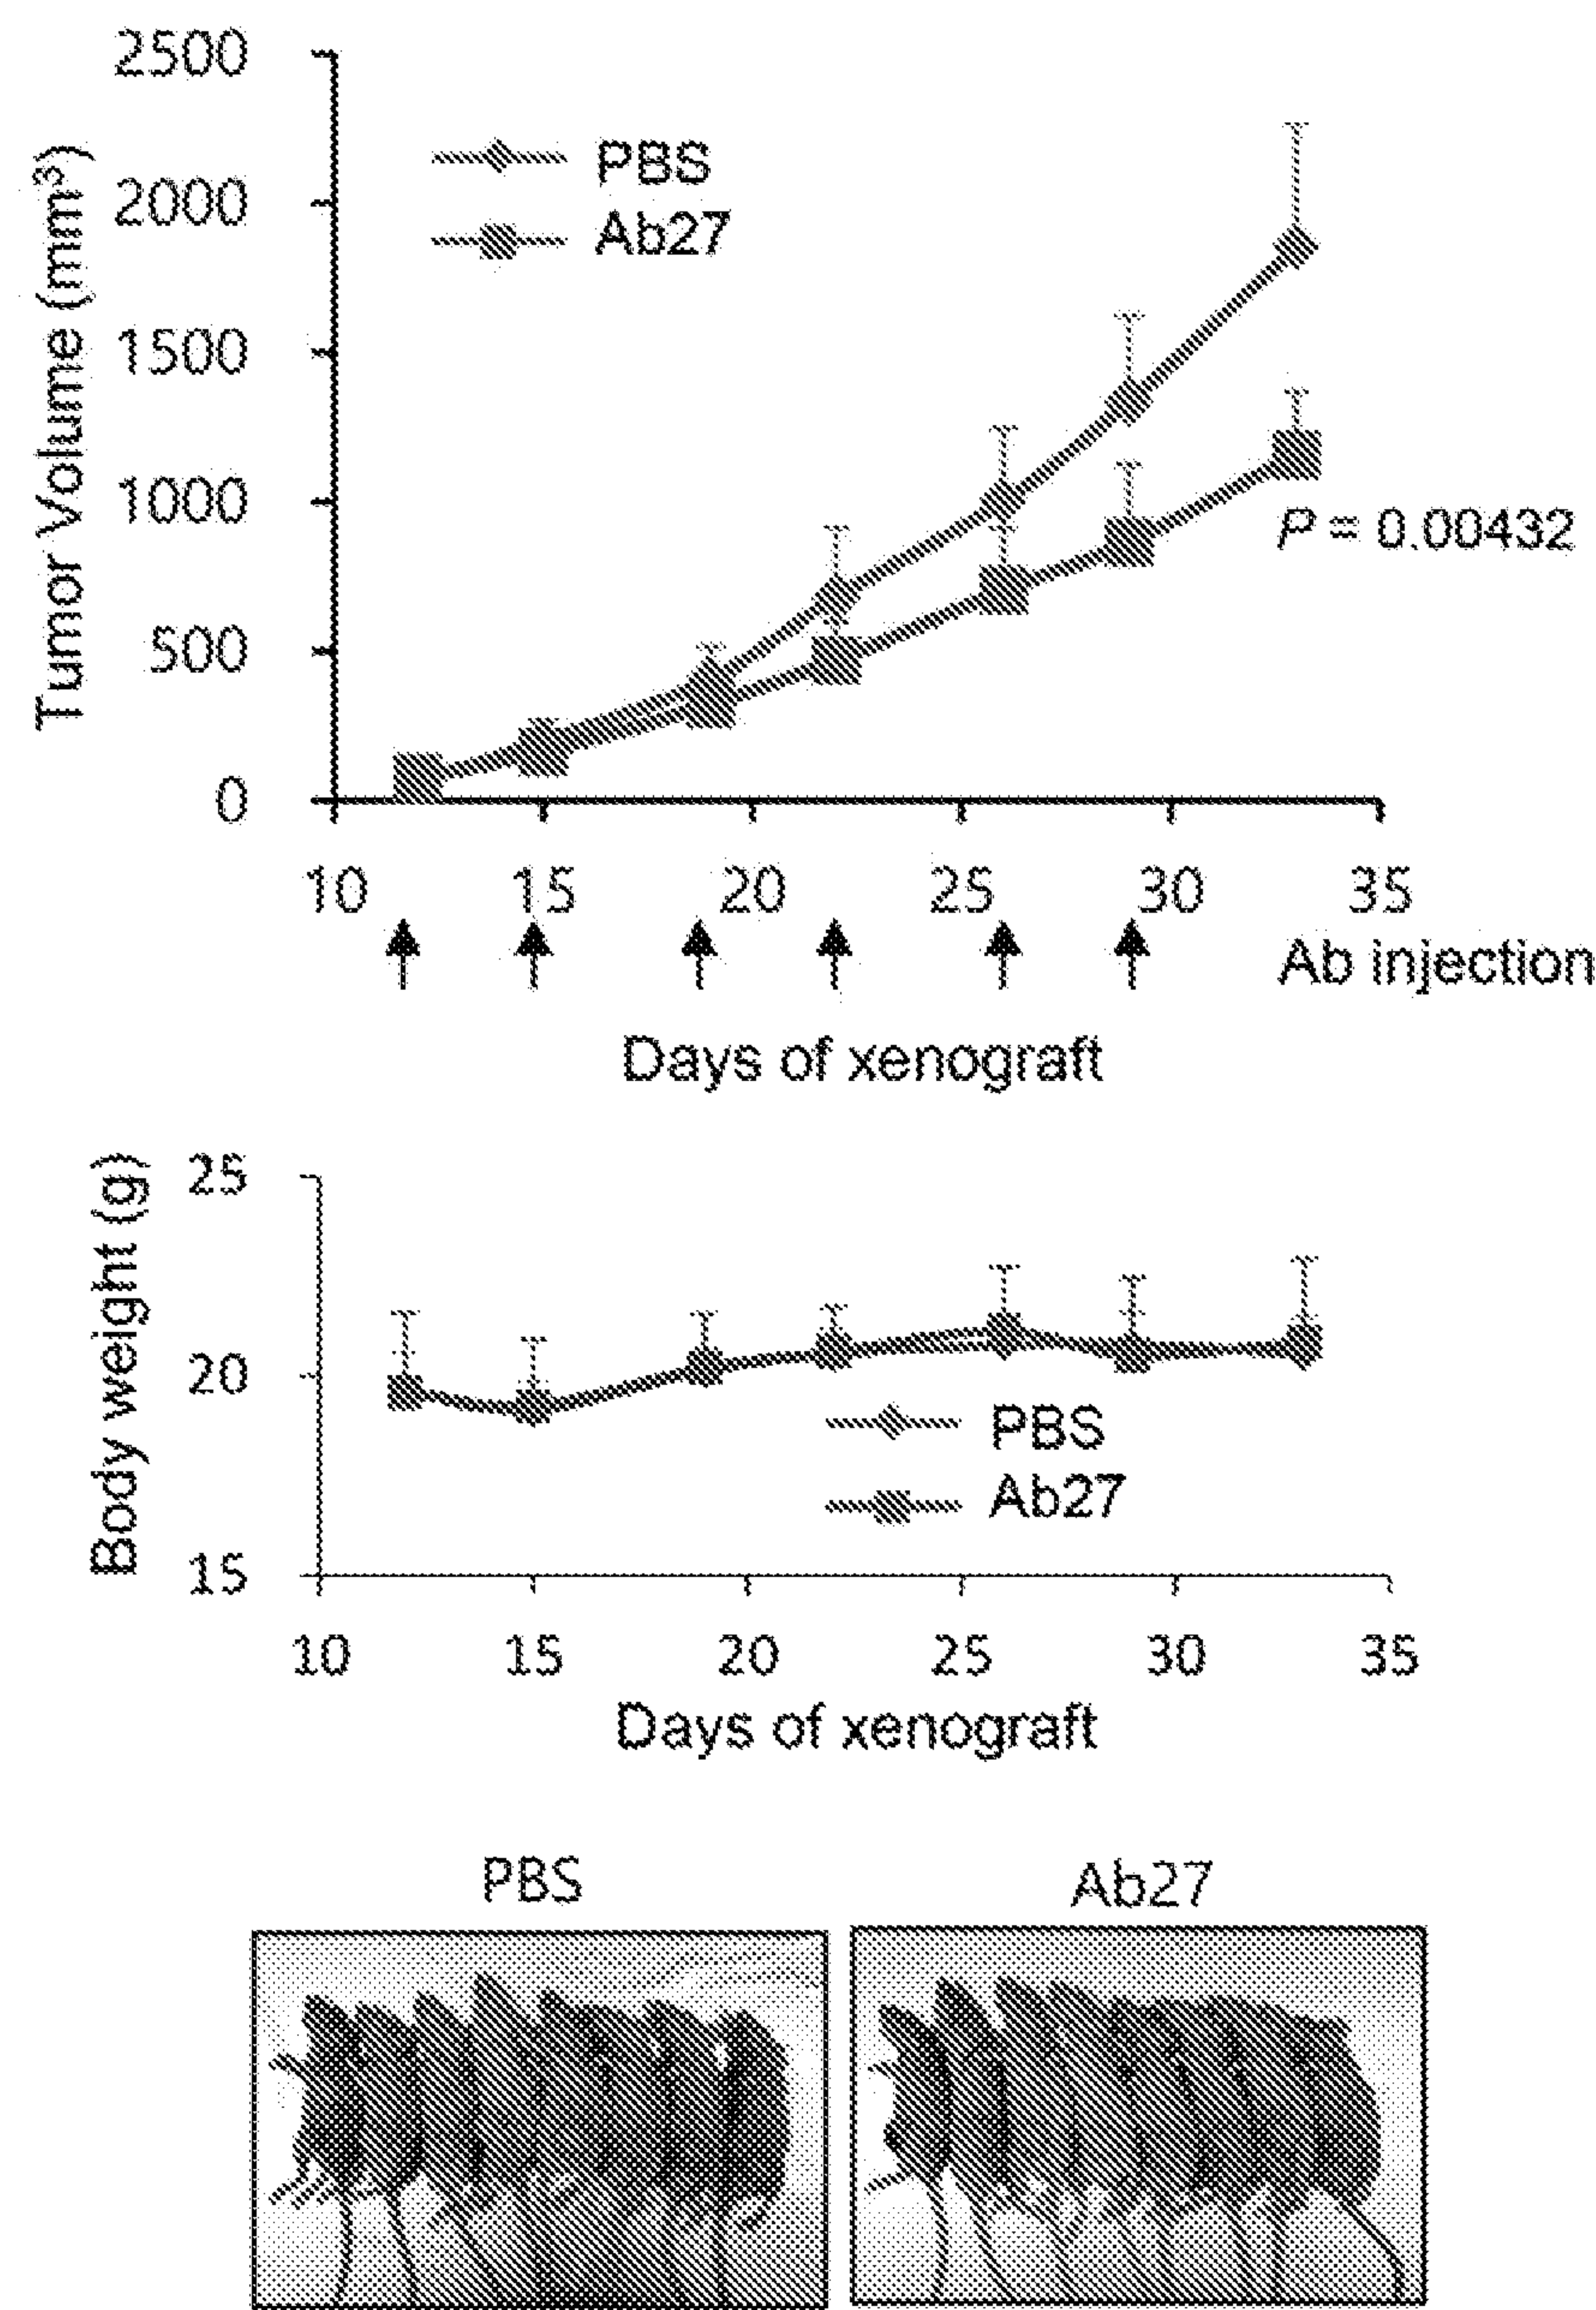 2500
2000
1500
1000
500
0
Tumor Volume (mm³)
PBS
Ab27
P = 0.00432
10 15 20 25 30 35
Ab injection
Days of xenograft
25
20
15
Body weight (g)
PBS
Ab27
10 15 20 25 30 35
Days of xenograft
PBS Ab27